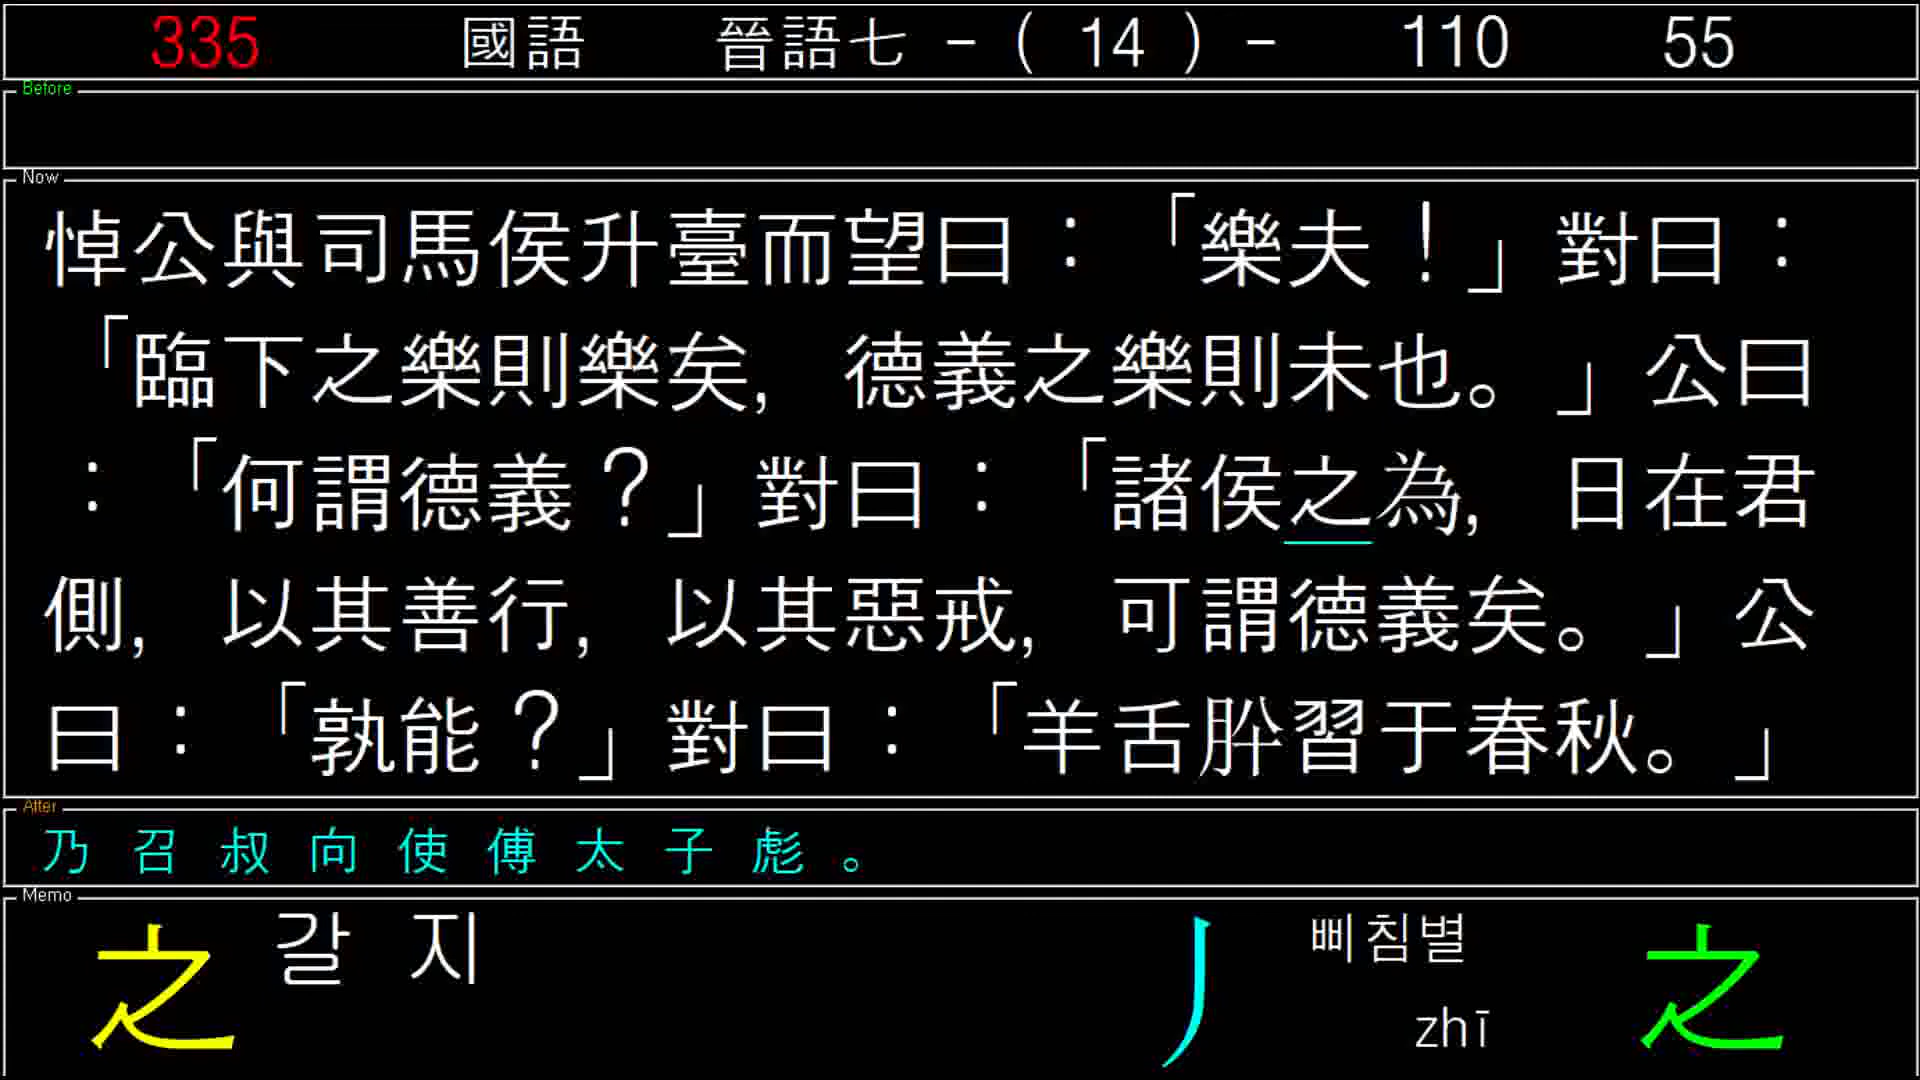 335 國語 晉語七 - ( 14 ) - 110 55
Before
Now
悼公與司馬侯升臺而望曰：「樂夫！」對曰：
「臨下之樂則樂矣, 德義之樂則未也。」公曰
：「何謂德義？」對曰：「諸侯之為, 日在君
側, 以其善行, 以其惡戒, 可謂德義矣。」公
曰：「孰能？」對曰：「羊舌肸習于春秋。」
After
乃召叔向使傅太子彪。
Memo
之 갈 지 丿 삐침별 zhī 之